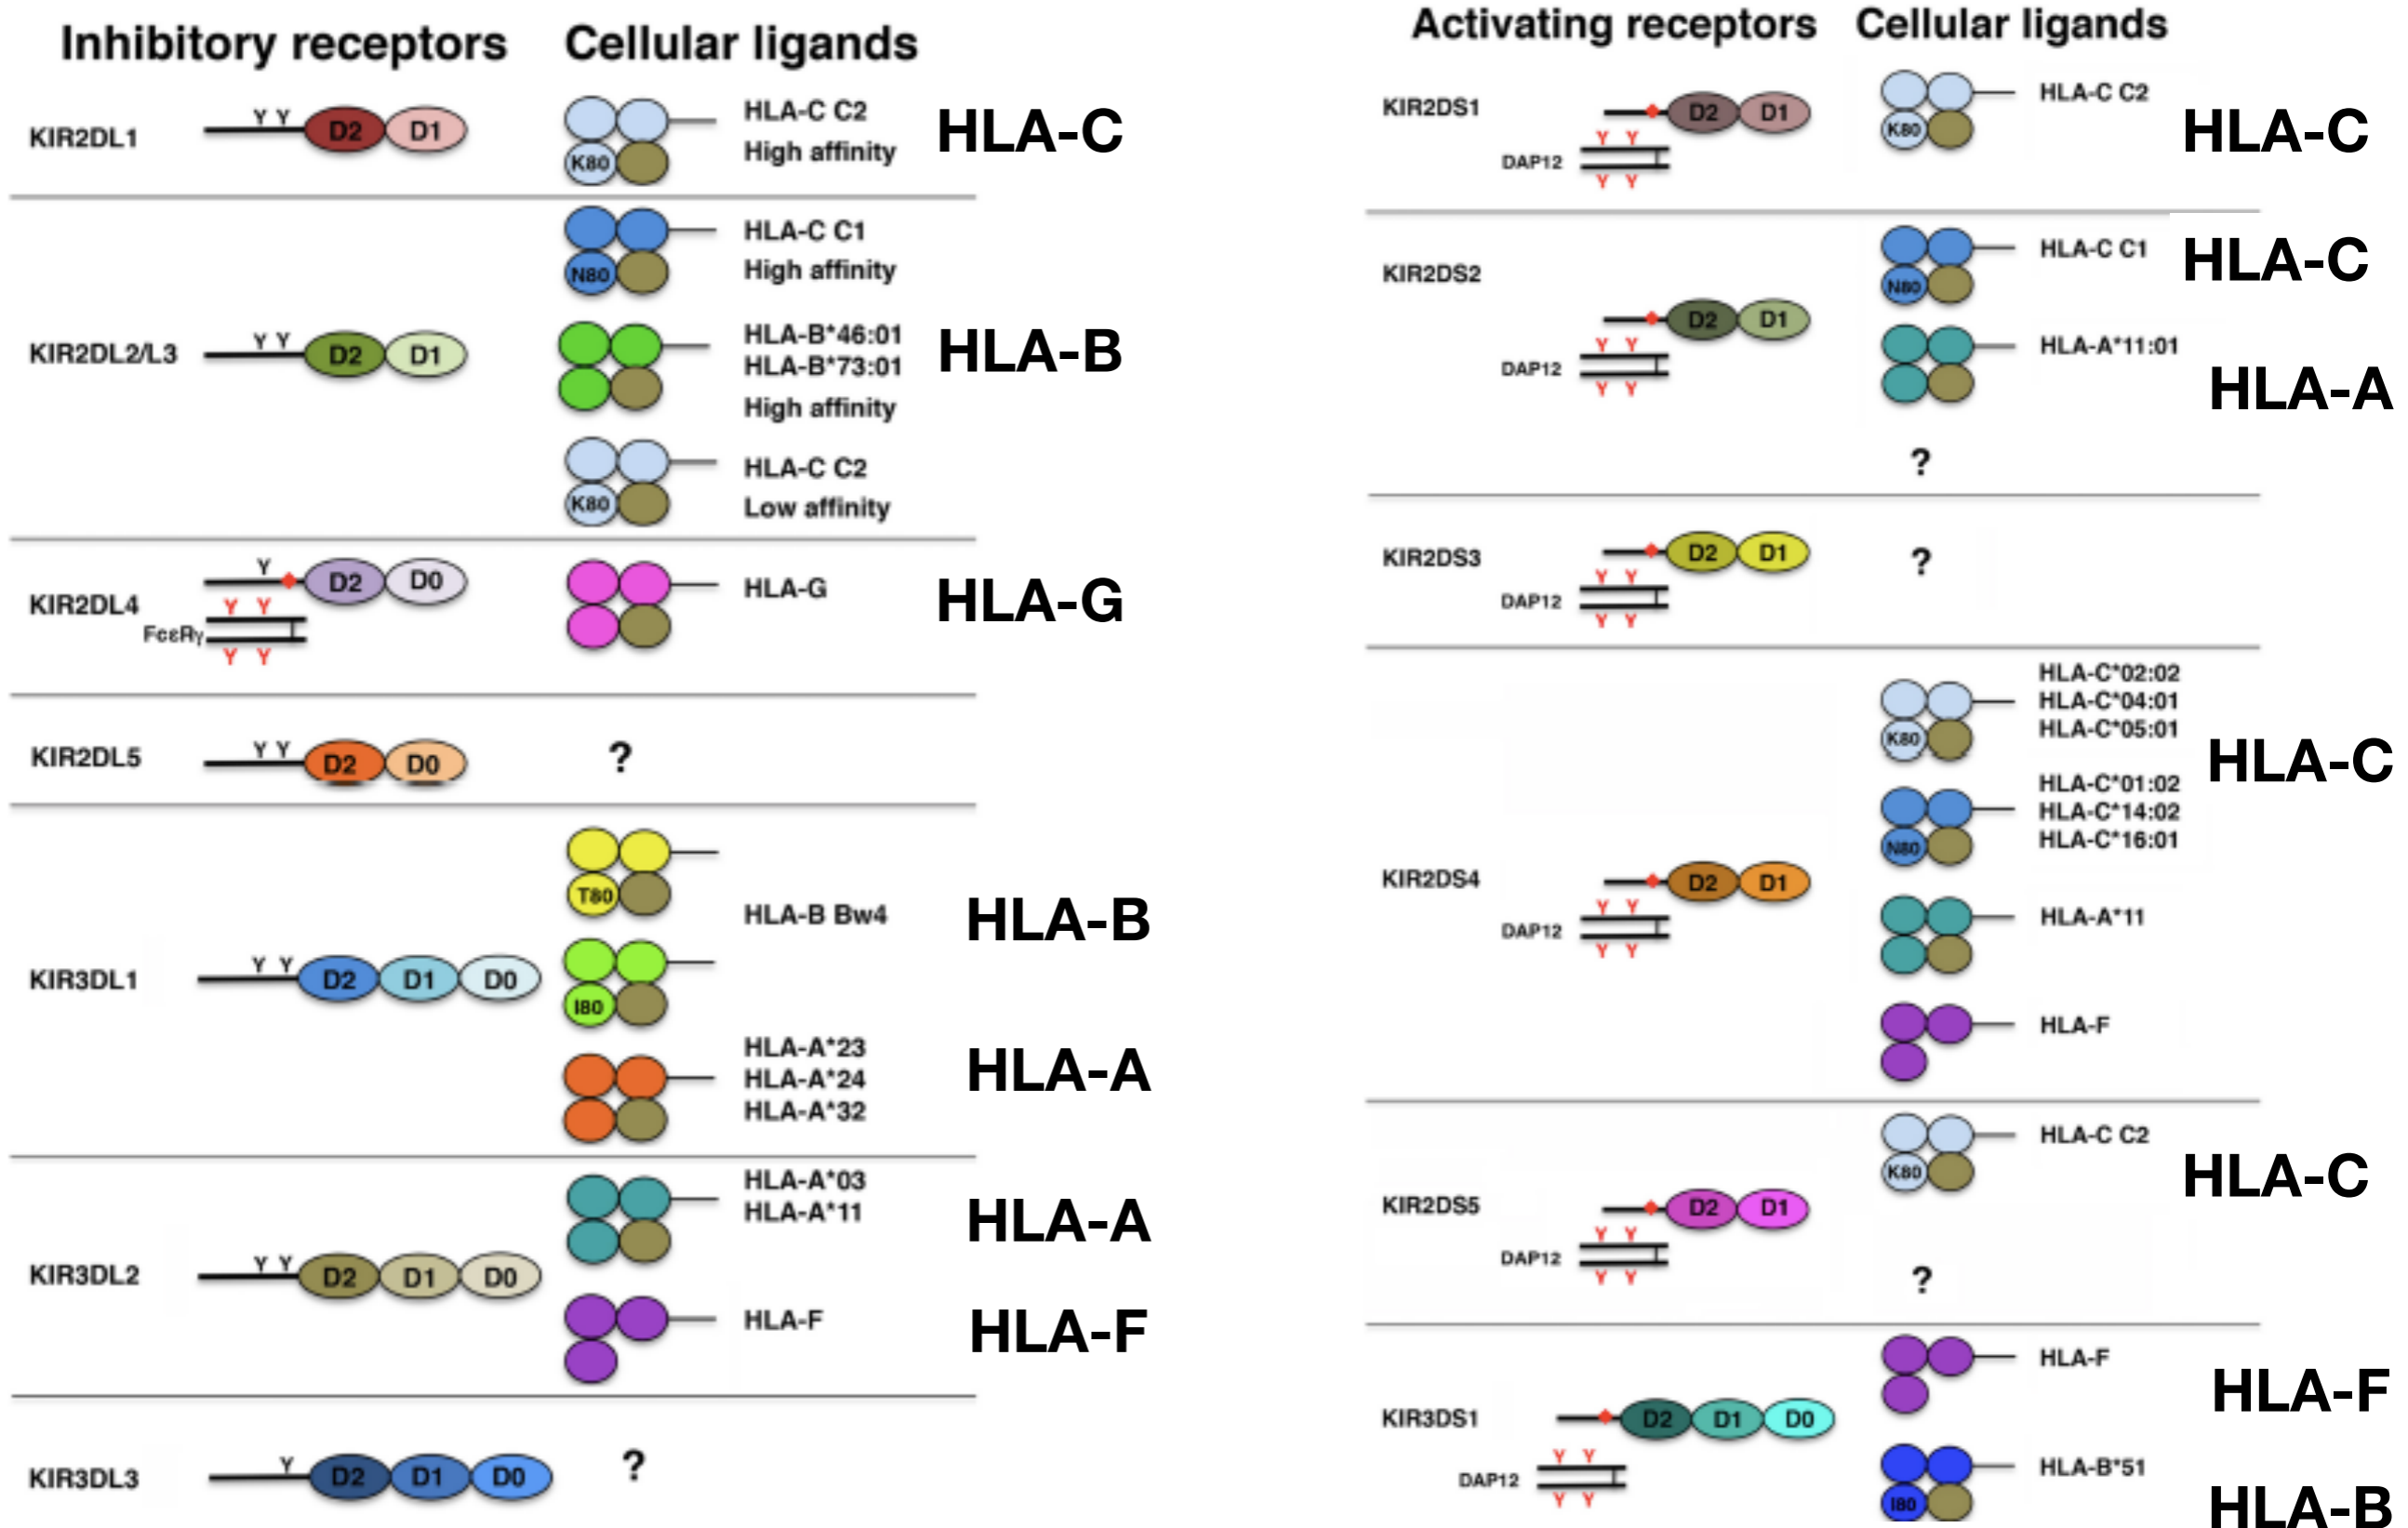 Inhibitory receptors
Cellular ligands
KIR2DL1
Y Y
D2
D1
K80
HLA-C C2
High affinity
HLA-C
KIR2DL2/L3
Y Y
D2
D1
N80
HLA-C C1
High affinity
HLA-B*46:01
HLA-B*73:01
High affinity
HLA-B
K80
HLA-C C2
Low affinity
KIR2DL4
Y
D2
D0
Y Y
FcεRγ
Y Y
HLA-G
HLA-G
KIR2DL5
Y Y
D2
D0
?
KIR3DL1
Y Y
D2
D1
D0
T80
HLA-B Bw4
HLA-B
I80
HLA-A*23
HLA-A*24
HLA-A*32
HLA-A
KIR3DL2
Y Y
D2
D1
D0
HLA-A*03
HLA-A*11
HLA-A
HLA-F
HLA-F
KIR3DL3
Y
D2
D1
D0
?
Activating receptors
Cellular ligands
KIR2DS1
D2
D1
Y Y
DAP12
Y Y
K80
HLA-C C2
HLA-C
KIR2DS2
D2
D1
Y Y
DAP12
Y Y
N80
HLA-C C1
HLA-C
HLA-A*11:01
HLA-A
?
KIR2DS3
D2
D1
Y Y
DAP12
Y Y
?
KIR2DS4
D2
D1
Y Y
DAP12
Y Y
K80
HLA-C*02:02
HLA-C*04:01
HLA-C*05:01
HLA-C
N80
HLA-C*01:02
HLA-C*14:02
HLA-C*16:01
HLA-A*11
HLA-F
KIR2DS5
D2
D1
Y Y
DAP12
Y Y
K80
HLA-C C2
HLA-C
?
KIR3DS1
D2
D1
D0
Y Y
DAP12
Y Y
HLA-F
HLA-F
I80
HLA-B*51
HLA-B